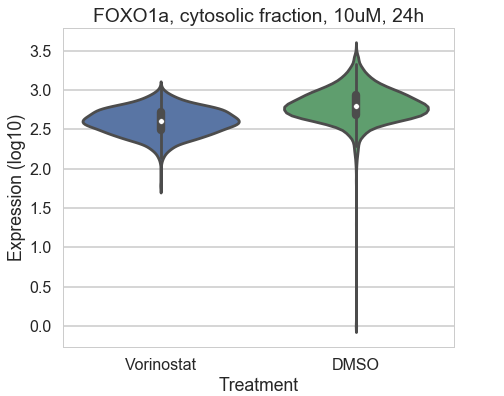 FOXO1a, cytosolic fraction, 10uM, 24h
Expression (log10)
3.5
3.0
2.5
2.0
1.5
1.0
0.5
0.0
Vorinostat
DMSO
Treatment